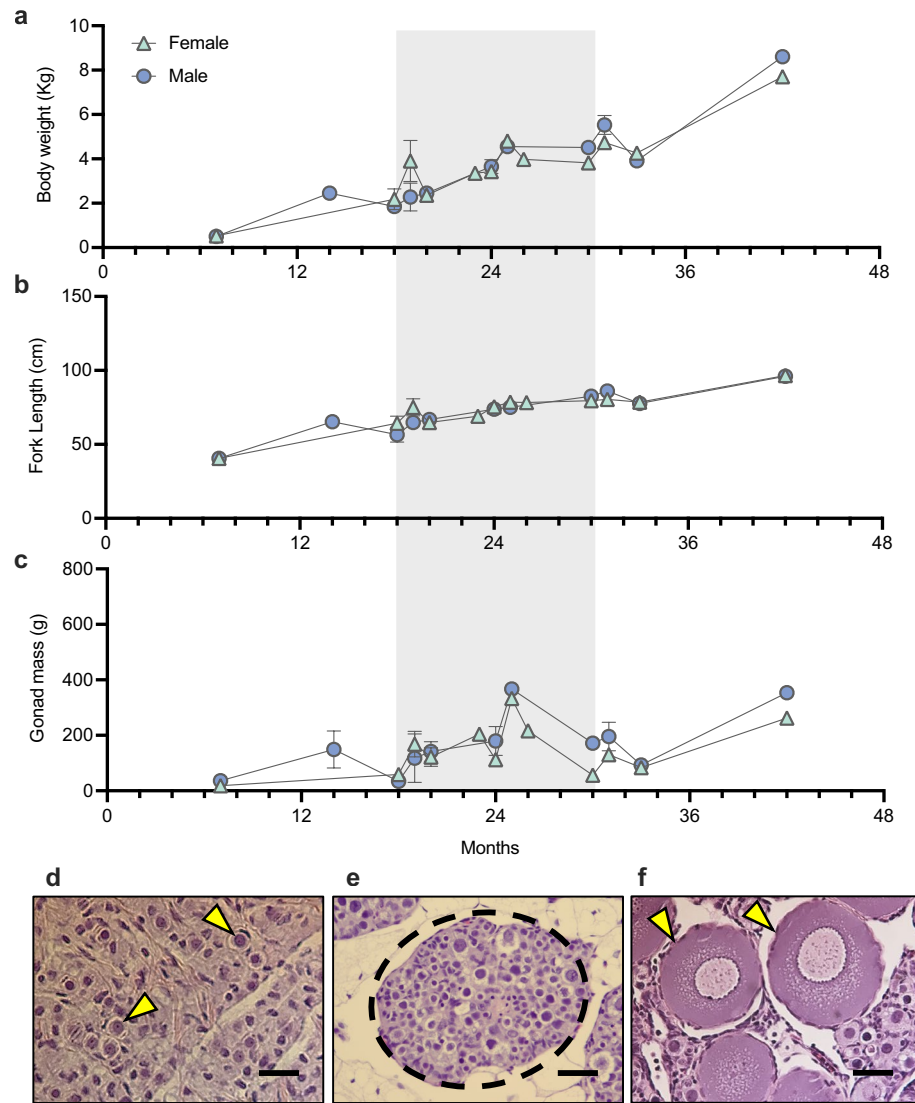 a
Body weight (Kg)
10
8
6
4
2
0
Female
Male
0 12 24 36 48
b
Fork Length (cm)
150
100
50
0
0 12 24 36 48
c
Gonad mass (g)
800
600
400
200
0
0 12 24 36 48
Months
d e f